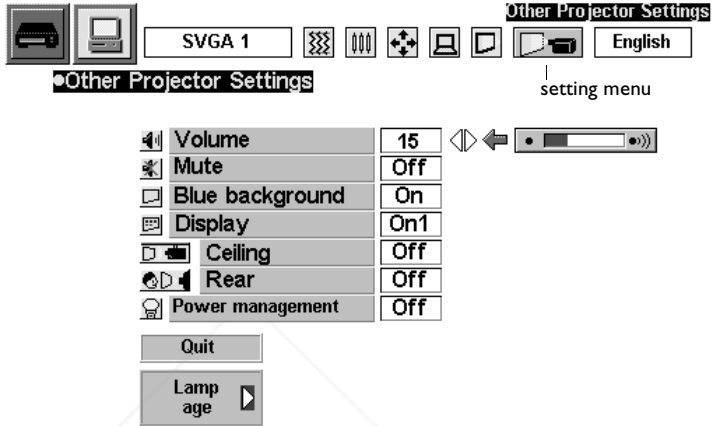 Other Projector Settings
SVGA 1
English
●Other Projector Settings
setting menu
Volume 15
Mute Off
Blue background On
Display On1
Ceiling Off
Rear Off
Power management Off
Quit
Lamp
age